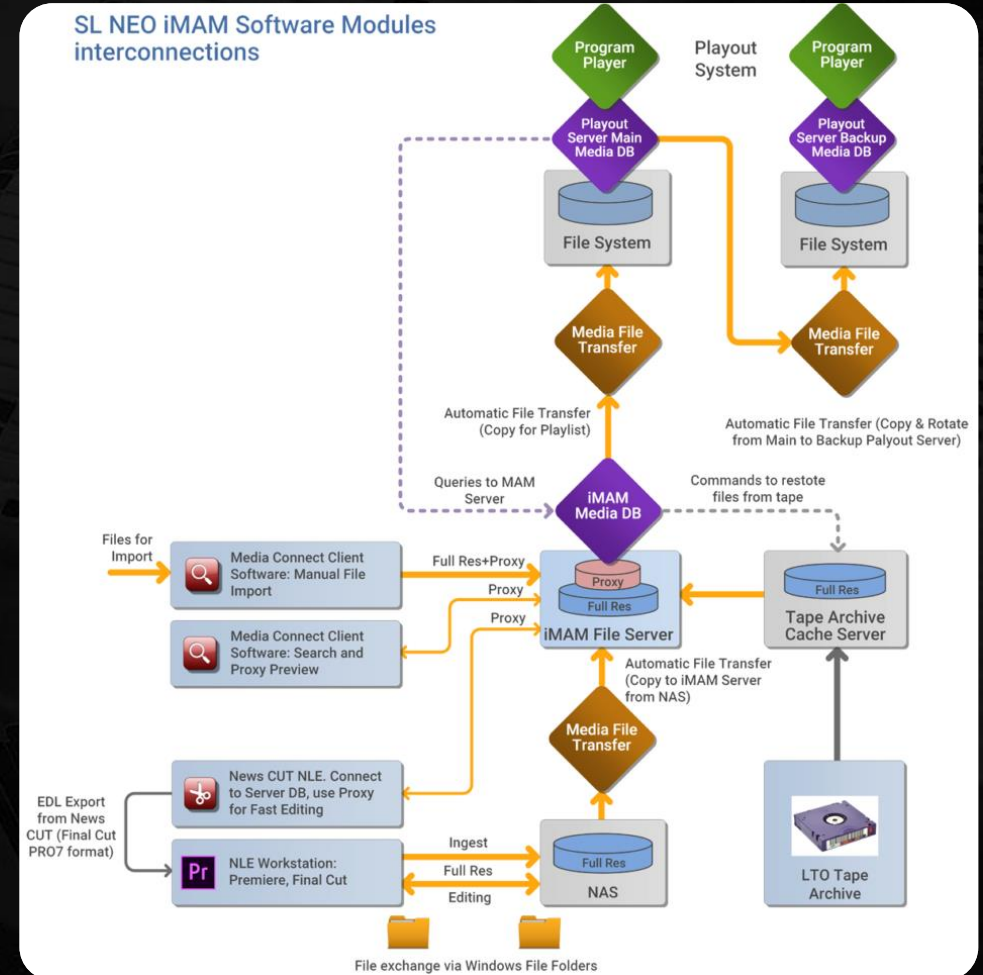 SL NEO iMAM Software Modules
interconnections
Program
Player
Playout
System
Program
Player
Playout
Server Main
Media DB
Playout
Server Backup
Media DB
File System
File System
Media File
Transfer
Media File
Transfer
Automatic File Transfer
(Copy for Playlist)
Automatic File Transfer (Copy & Rotate
from Main to Backup Palyout Server)
Queries to MAM
Server
iMAM
Media DB
Commands to restote
files from tape
Files for
Import
Media Connect Client
Software: Manual File
Import
Full Res+Proxy
Proxy
Full Res
iMAM File Server
Full Res
Tape Archive
Cache Server
Proxy
Proxy
Media Connect Client
Software: Search and
Proxy Preview
Automatic File Transfer
(Copy to iMAM Server
from NAS)
Media File
Transfer
News CUT NLE. Connect
to Server DB, use Proxy
for Fast Editing
EDL Export
from News
CUT (Final Cut
PRO7 format)
Pr
NLE Workstation:
Premiere, Final Cut
Ingest
Full Res
Editing
Full Res
NAS
LTO Tape
Archive
File exchange via Windows File Folders